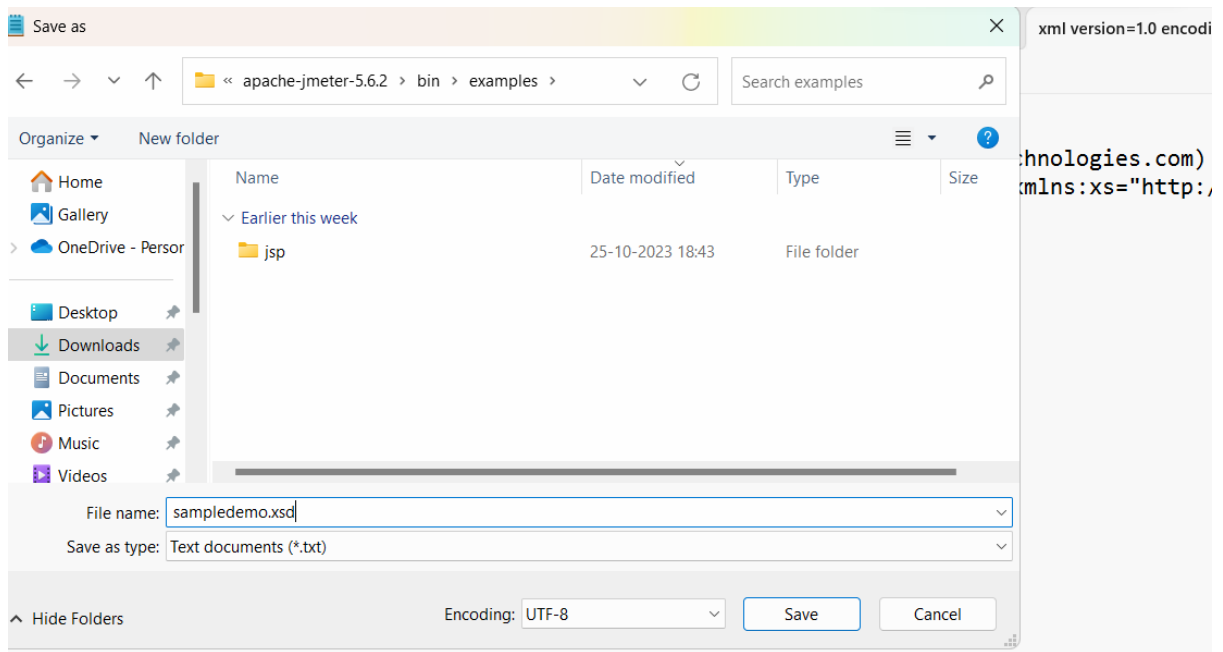 Save as
xml version=1.0 encodi
« apache-jmeter-5.6.2 > bin > examples >
Search examples
Organize
New folder
?
Home
Gallery
OneDrive - Persor
Desktop
Downloads
Documents
Pictures
Music
Videos
Name
Date modified
Type
Size
Earlier this week
jsp
25-10-2023 18:43
File folder
hnologies.com)
mlns:xs="http:/
File name: sampledemo.xsd
Save as type: Text documents (*.txt)
Hide Folders
Encoding: UTF-8
Save
Cancel